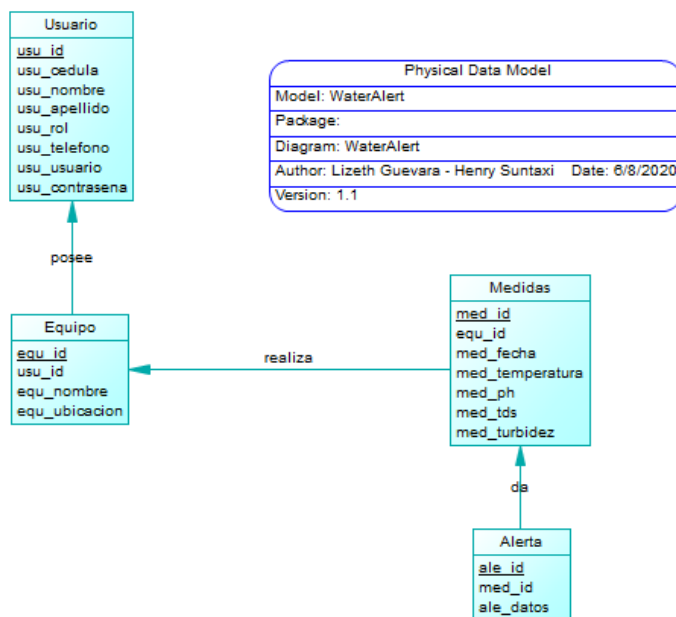 Usuario
usu_id
usu_cedula
usu_nombre
usu_apellido
usu_rol
usu_telefono
usu_usuario
usu_contrasena
Physical Data Model
Model: WaterAlert
Package:
Diagram: WaterAlert
Author: Lizeth Guevara - Henry Suntaxi Date: 6/8/2020
Version: 1.1
posee
Equipo
equ_id
usu_id
equ_nombre
equ_ubicacion
realiza
Medidas
med_id
equ_id
med_fecha
med_temperatura
med_ph
med_tds
med_turbidez
da
Alerta
ale_id
med_id
ale_datos